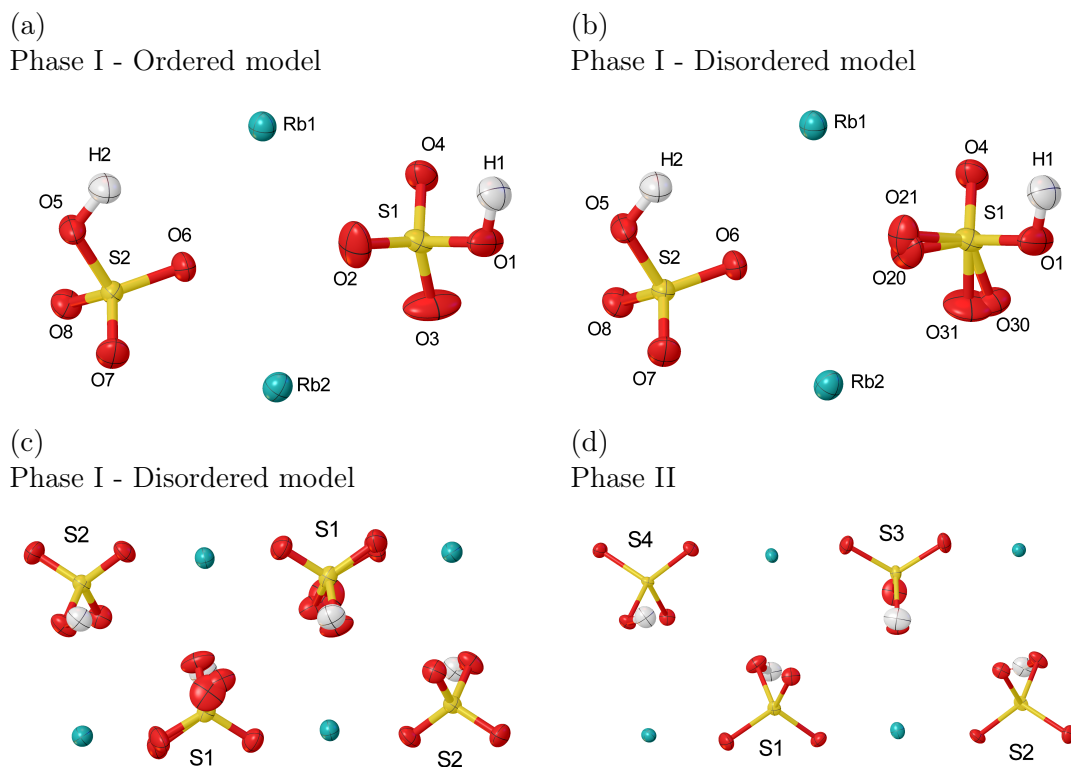 (a)
Phase I - Ordered model
Rb1
H2
O5
S2
O6
O8
O7
O4
H1
S1
O2
O1
O3
Rb2
(b)
Phase I - Disordered model
Rb1
H2
O5
S2
O6
O8
O7
O4
H1
O21
S1
O20
O1
O31
O30
Rb2
(c)
Phase I - Disordered model
S2
S1
S1
S2
(d)
Phase II
S4
S3
S1
S2